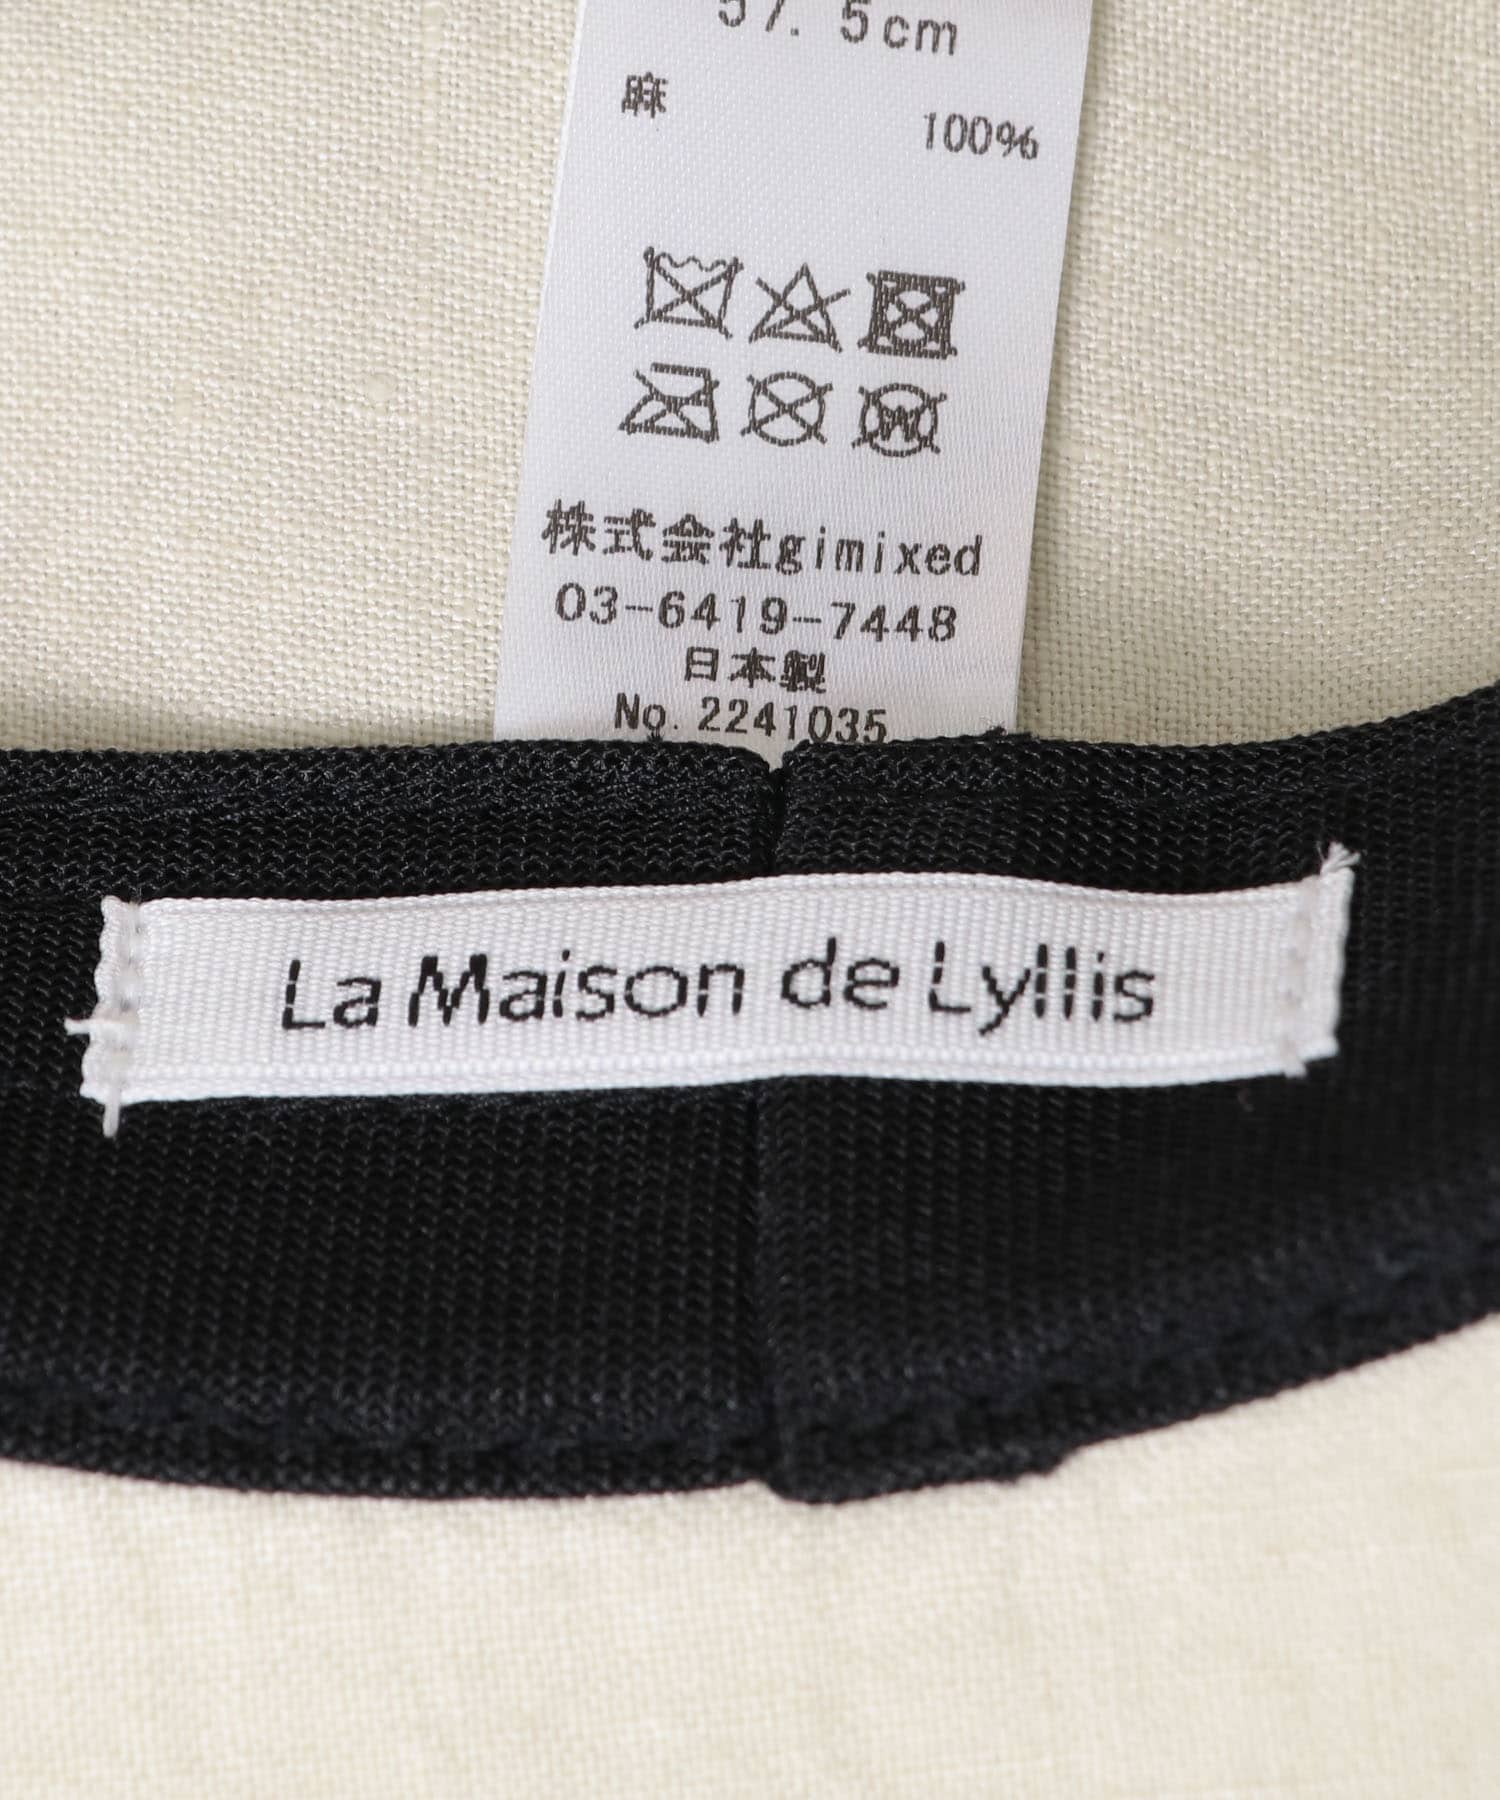 57. 5cm
麻 100%
W
株式会社gimixed
03-6419-7448
日本製
No. 2241035
La Maison de Lyllis